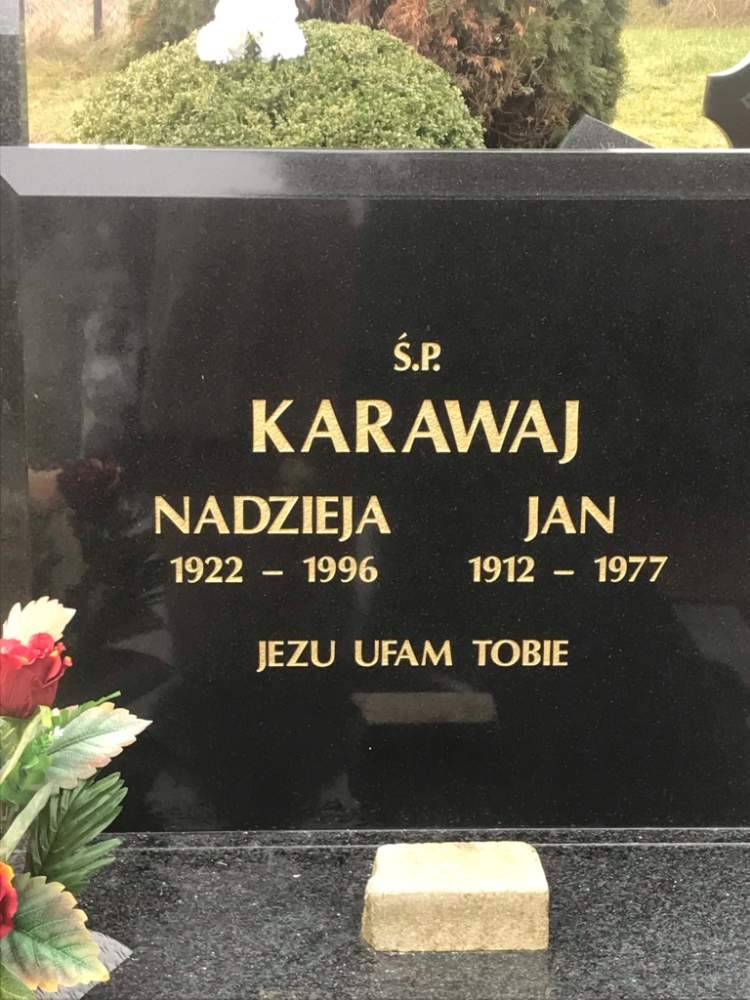 Ś.P.
KARAWAJ
NADZIEJA JAN
1922 – 1996 1912 – 1977
JEZU UFAM TOBIE